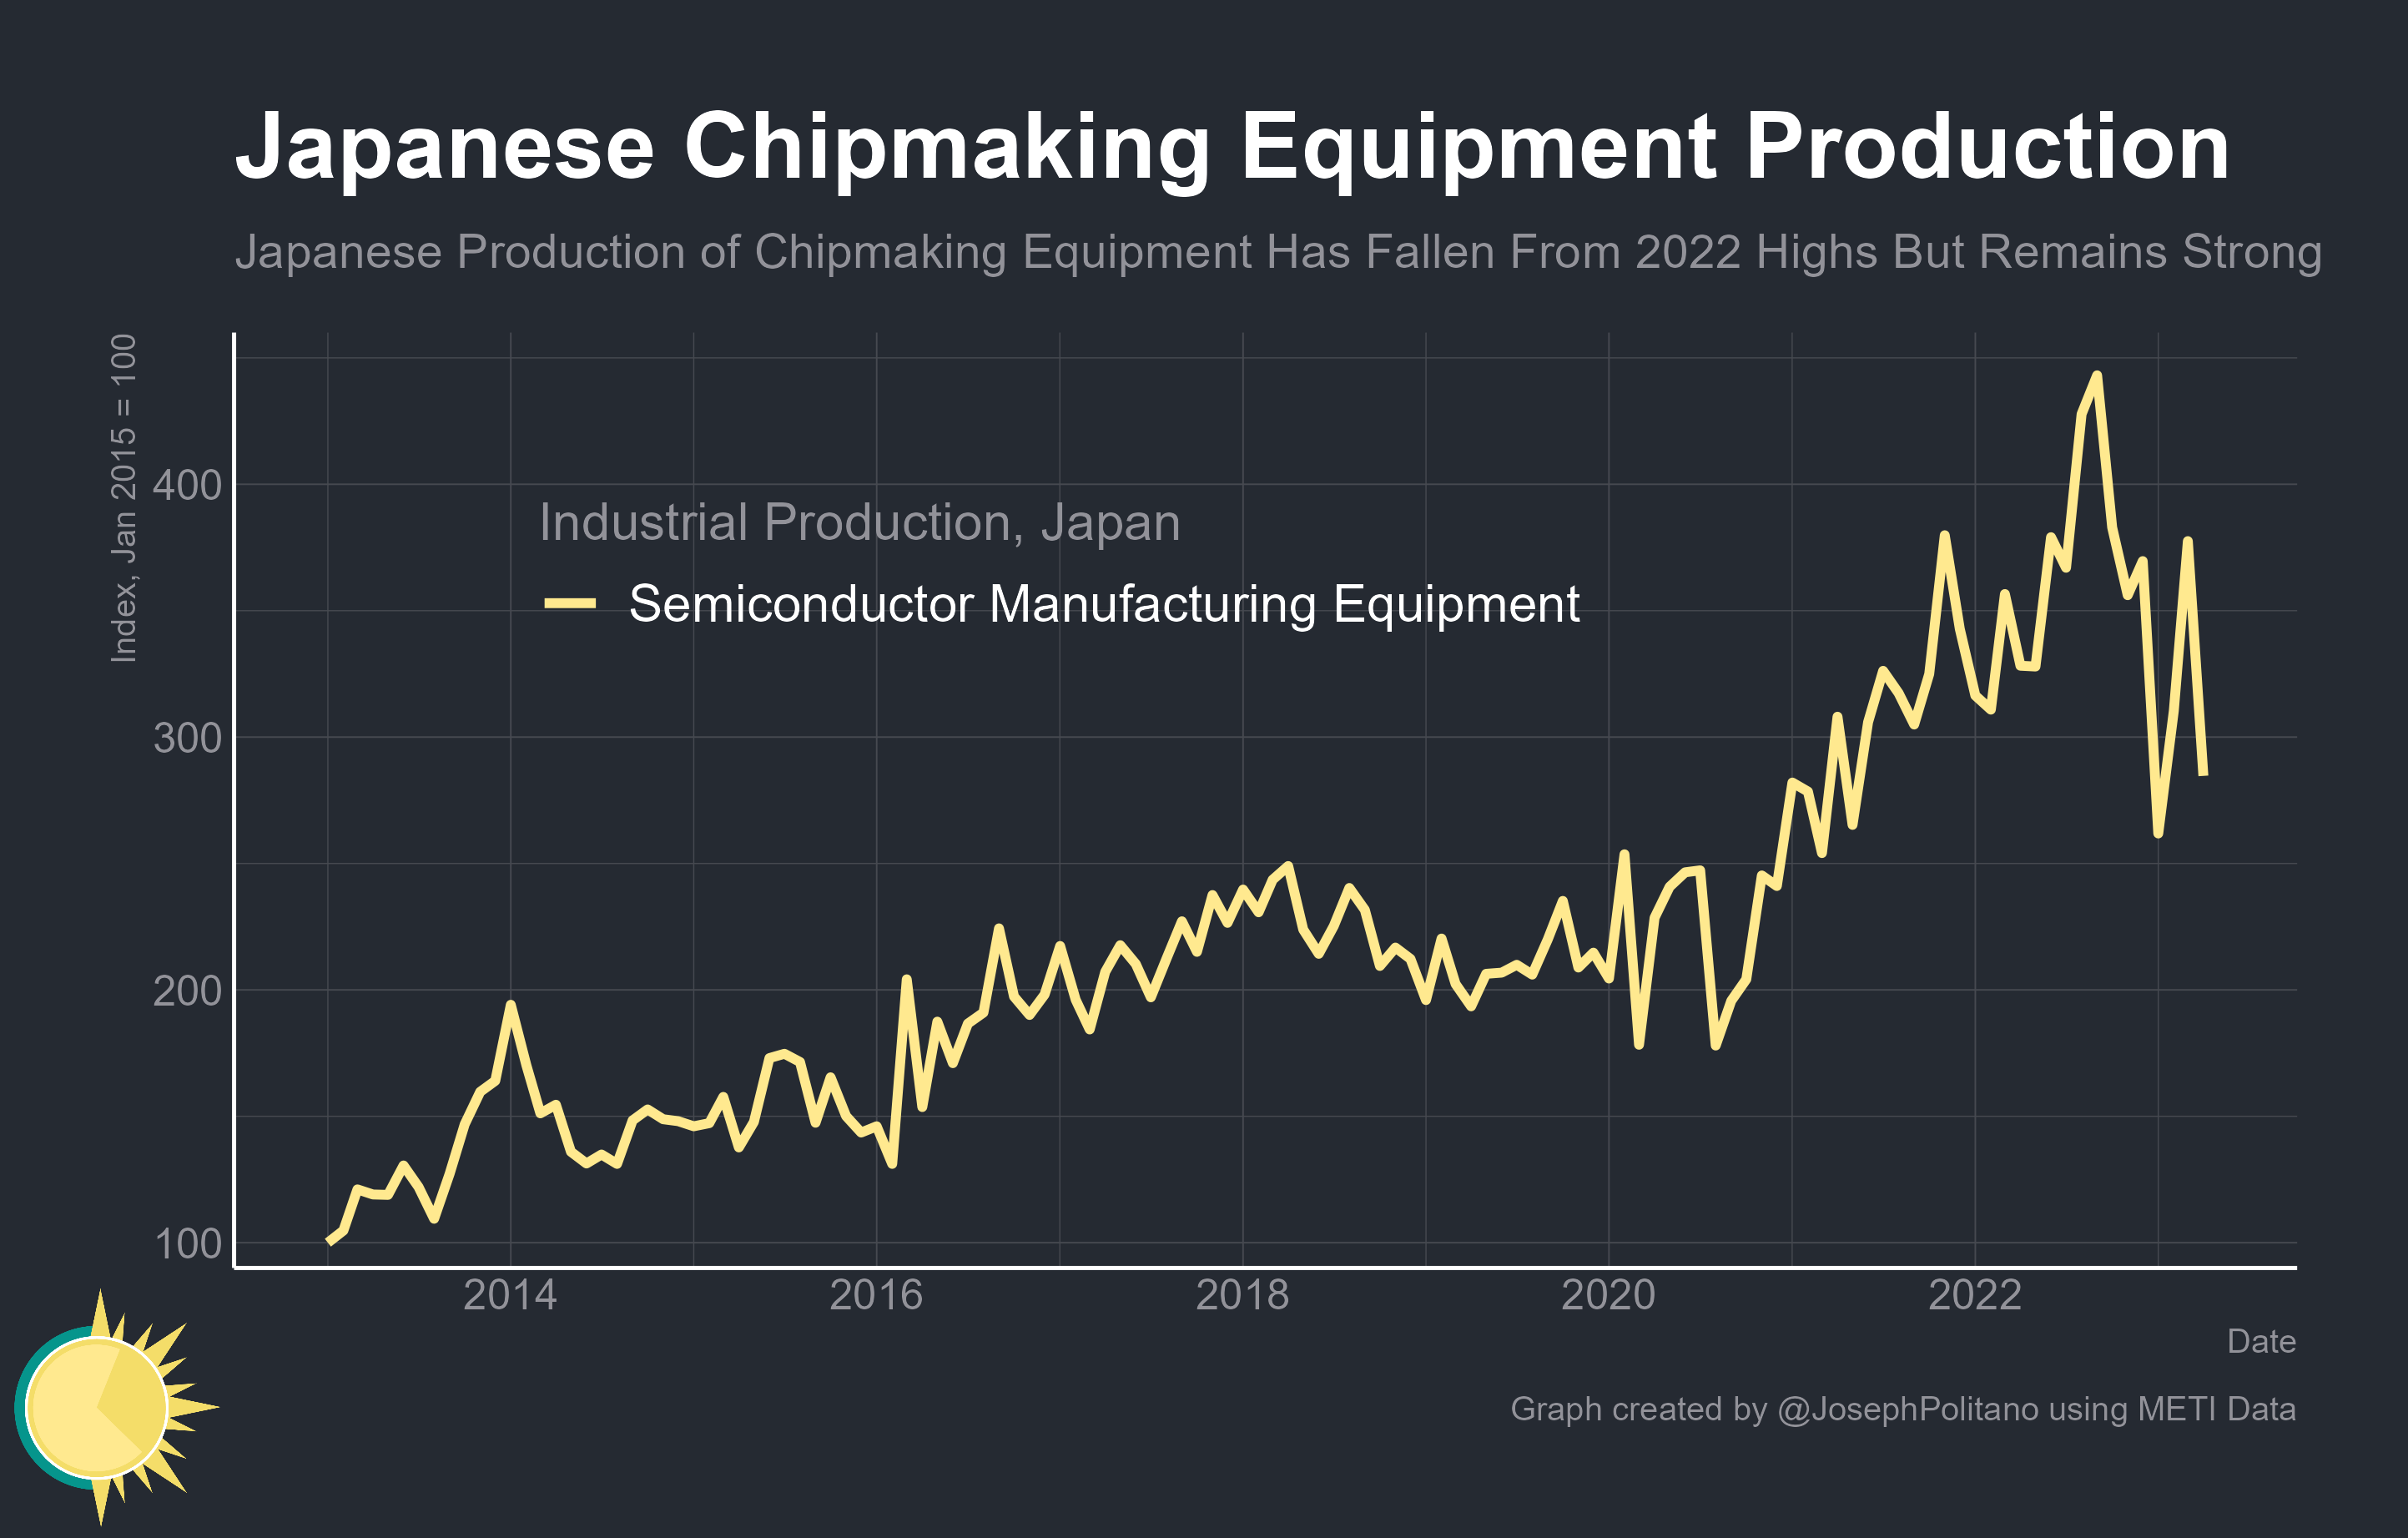 Japanese Chipmaking Equipment Production
Japanese Production of Chipmaking Equipment Has Fallen From 2022 Highs But Remains Strong
Index, Jan 2015 = 100
400
300
200
100
Industrial Production, Japan
Semiconductor Manufacturing Equipment
2014 2016 2018 2020 2022
Date
Graph created by @JosephPolitano using METI Data